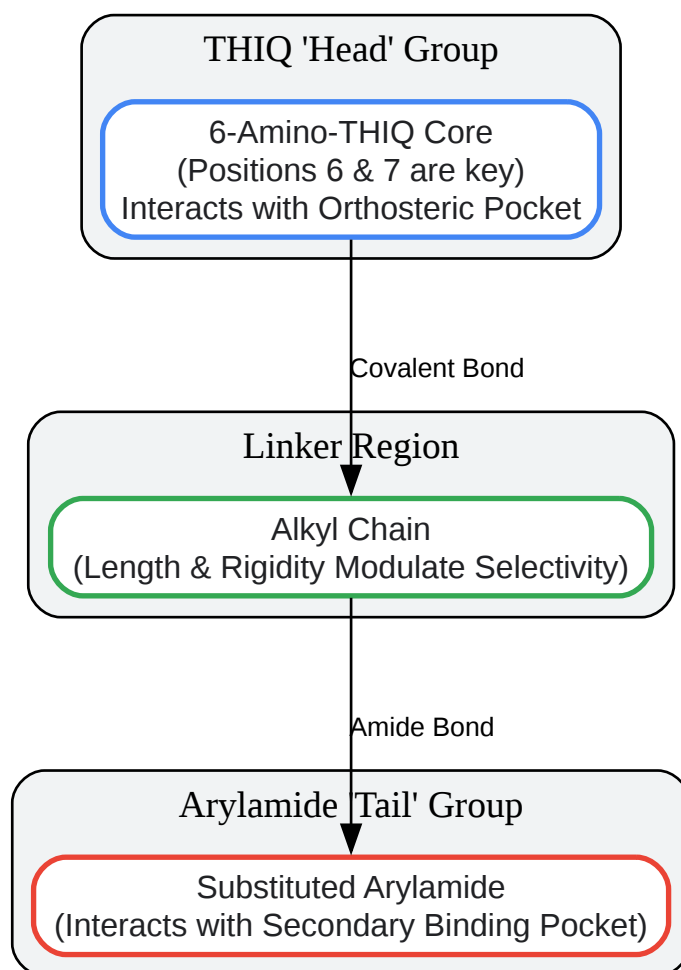 THIQ 'Head' Group
6-Amino-THIQ Core
(Positions 6 & 7 are key)
Interacts with Orthosteric Pocket
Covalent Bond
Linker Region
Alkyl Chain
(Length & Rigidity Modulate Selectivity)
Amide Bond
Arylamide 'Tail' Group
Substituted Arylamide
(Interacts with Secondary Binding Pocket)